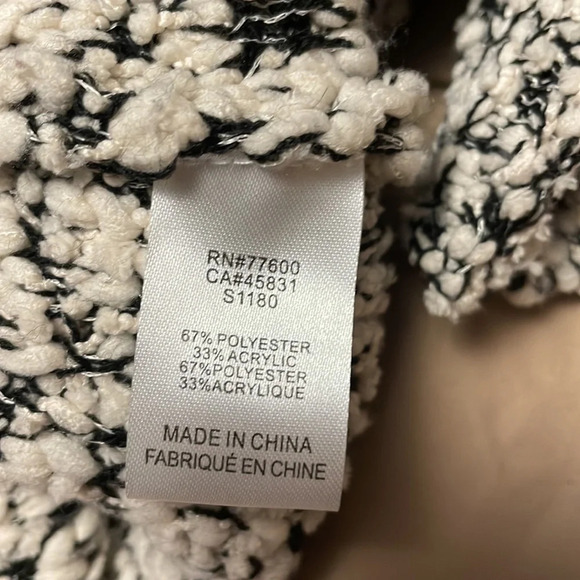 RN#77600
CA#45831
S1180
67% POLYESTER
33% ACRYLIC
67% POLYESTER
33% ACRYLIQUE
MADE IN CHINA
FABRIQUÉ EN CHINE